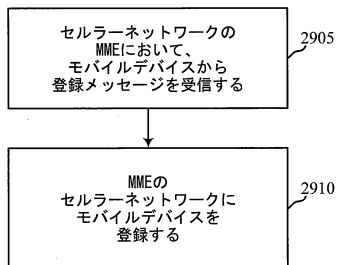 セルラーネットワークの
MMEにおいて、
モバイルデバイスから
登録メッセージを受信する
2905
MMEの
セルラーネットワークに
モバイルデバイスを
登録する
2910